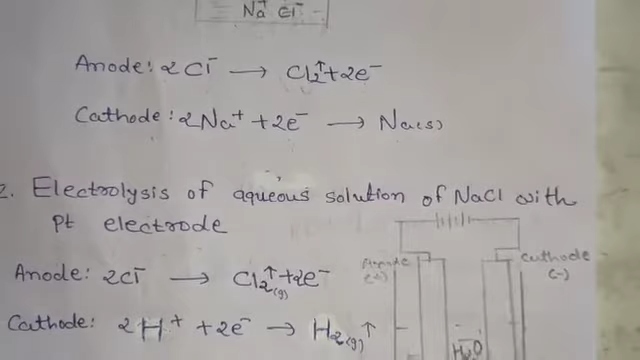 Na⁺ Cl⁻
Anode: 2Cl⁻ → Cl₂↑ + 2e⁻
Cathode: 2Na⁺ + 2e⁻ → Na(s)
2. Electrolysis of aqueous solution of NaCl with
Pt electrode
Anode: 2Cl⁻ → Cl₂(g)↑ + 2e⁻
Cathode: 2H⁺ + 2e⁻ → H₂(g)↑
Anode
Cathode
(-)
H₂O